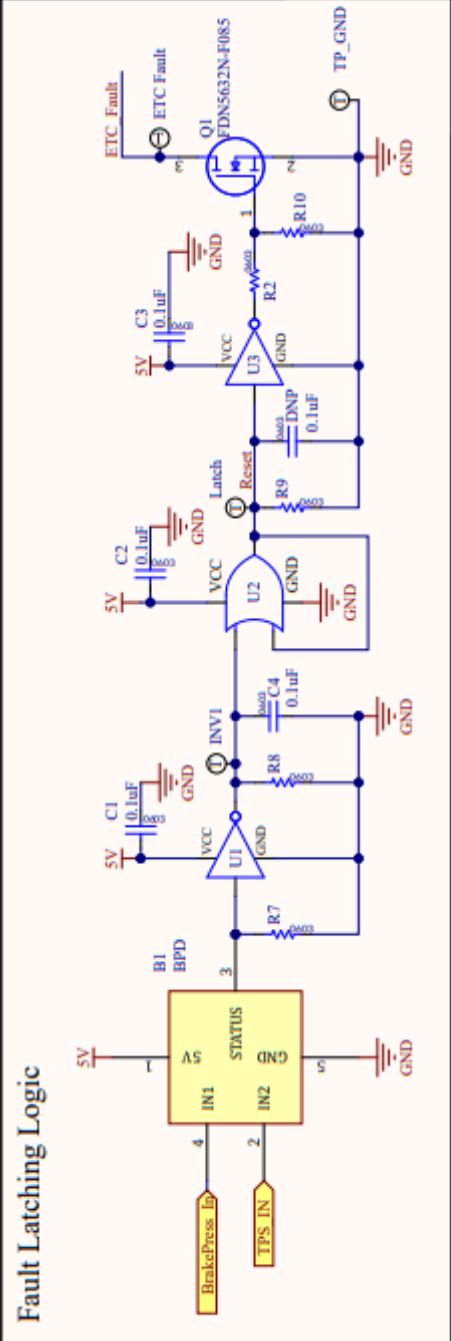 Fault Latching Logic
BrakePress_In
TPS_IN
4
2
IN1
IN2
5V
1
5V
STATUS
GND
5
GND
B1
BPD
3
R7
0603
5V
C1
0.1uF
0603
GND
VCC
U1
GND
INV1
R8
0603
C4
0603
0.1uF
GND
5V
C2
0.1uF
0603
GND
VCC
U2
GND
GND
Latch
Reset
R9
0603
DNP
0603
0.1uF
5V
C3
0.1uF
0603
GND
VCC
U3
GND
0603
R2
R10
0603
1
3
2
Q1
FDN5632N-F085
ETC_Fault
ETC Fault
T
TP_GND
GND